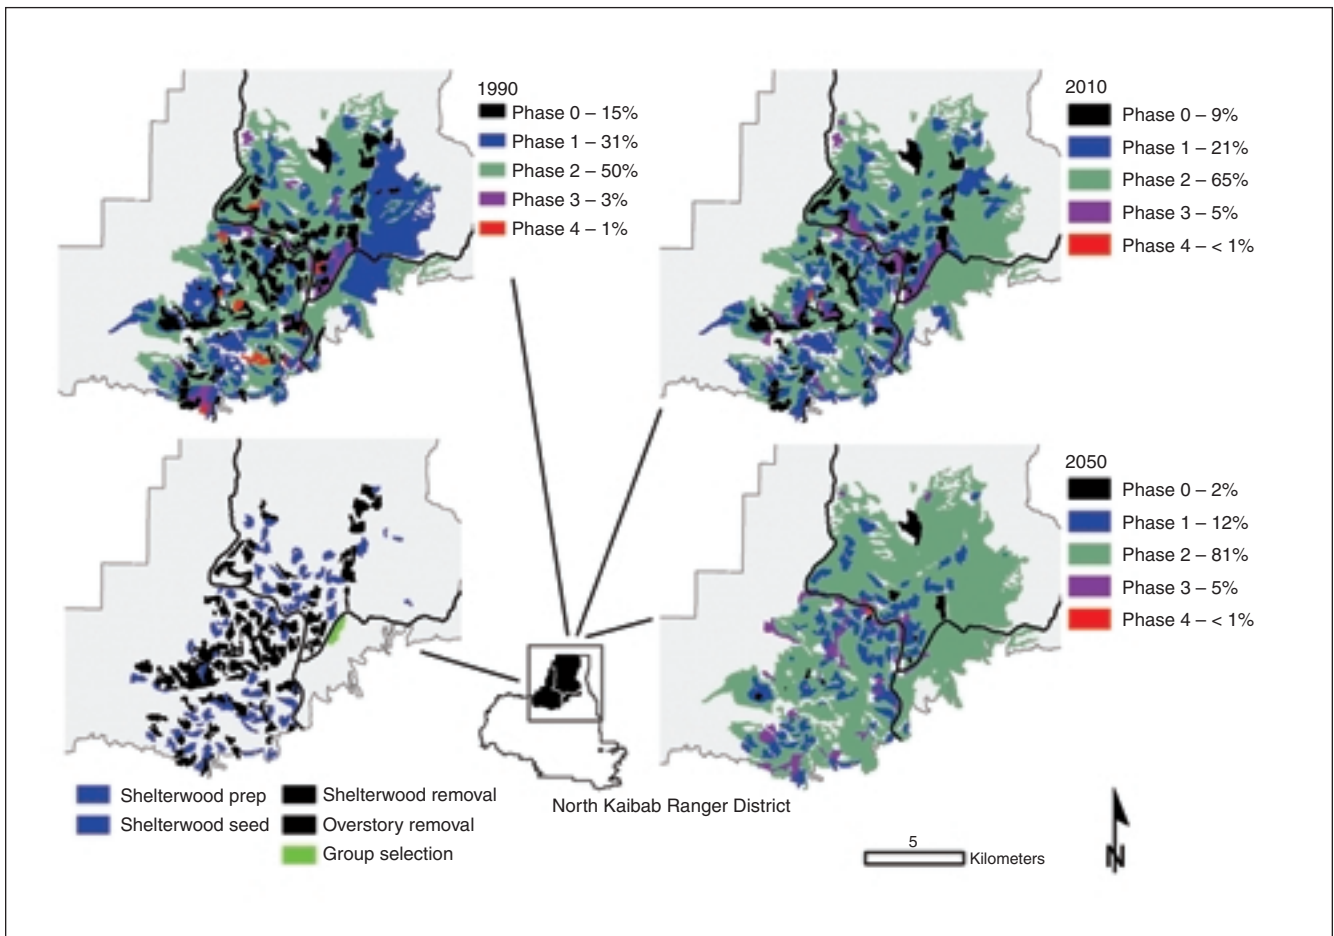 1990
Phase 0 – 15%
Phase 1 – 31%
Phase 2 – 50%
Phase 3 – 3%
Phase 4 – 1%
2010
Phase 0 – 9%
Phase 1 – 21%
Phase 2 – 65%
Phase 3 – 5%
Phase 4 – < 1%
2050
Phase 0 – 2%
Phase 1 – 12%
Phase 2 – 81%
Phase 3 – 5%
Phase 4 – < 1%
Shelterwood prep
Shelterwood seed
Shelterwood removal
Overstory removal
Group selection
North Kaibab Ranger District
5
Kilometers
N